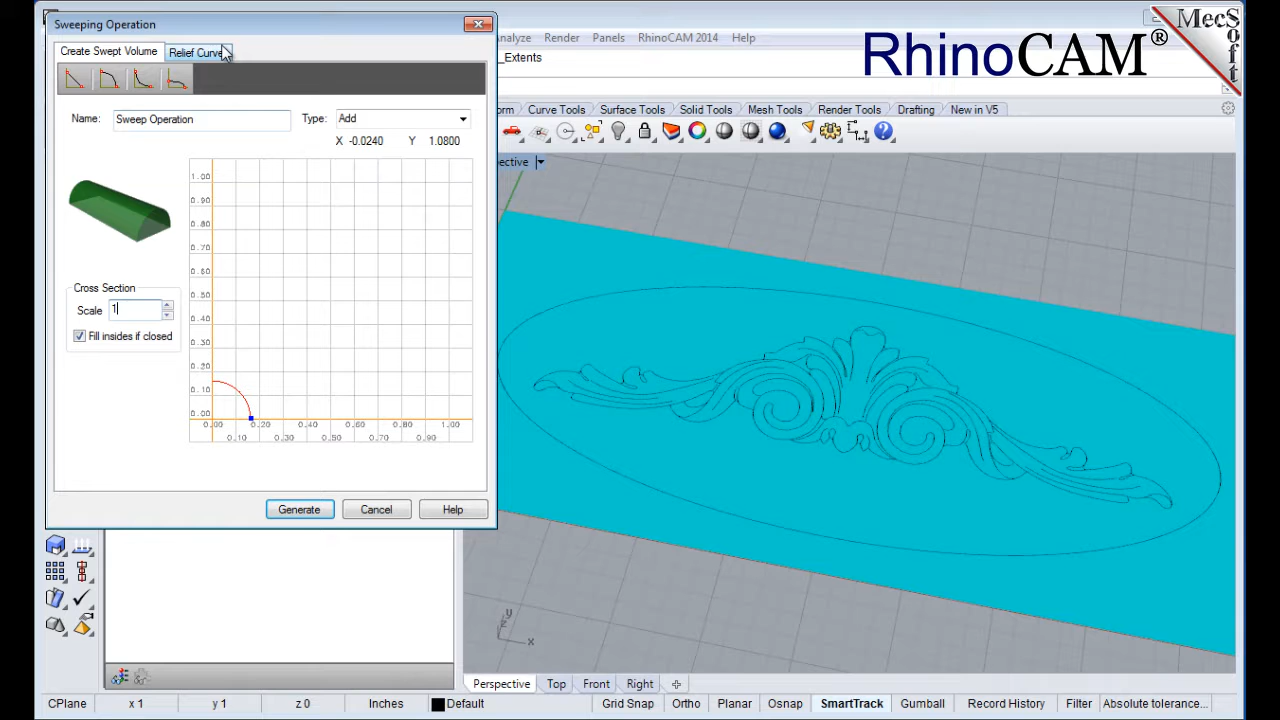 Sweeping Operation
Create Swept Volume
Relief Curve
Name:
Sweep Operation
Type:
Add
X -0.0240 Y 1.0800
1.00
0.90
0.80
0.70
0.60
0.50
0.40
0.30
0.20
0.10
0.00
0.00 0.20 0.40 0.60 0.80 1.00
0.10 0.30 0.50 0.70 0.90
Cross Section
Scale 1
Fill insides if closed
Generate
Cancel
Help
Render Panels RhinoCAM 2014 Help
_Extents
Curve Tools Surface Tools Solid Tools Mesh Tools Render Tools Drafting New in V5
RhinoCAM®
MecSoft
x
y
z
Perspective Top Front Right
CPlane x 1 y 1 z 0 Inches Default Grid Snap Ortho Planar Osnap SmartTrack Gumball Record History Filter Absolute tolerance...